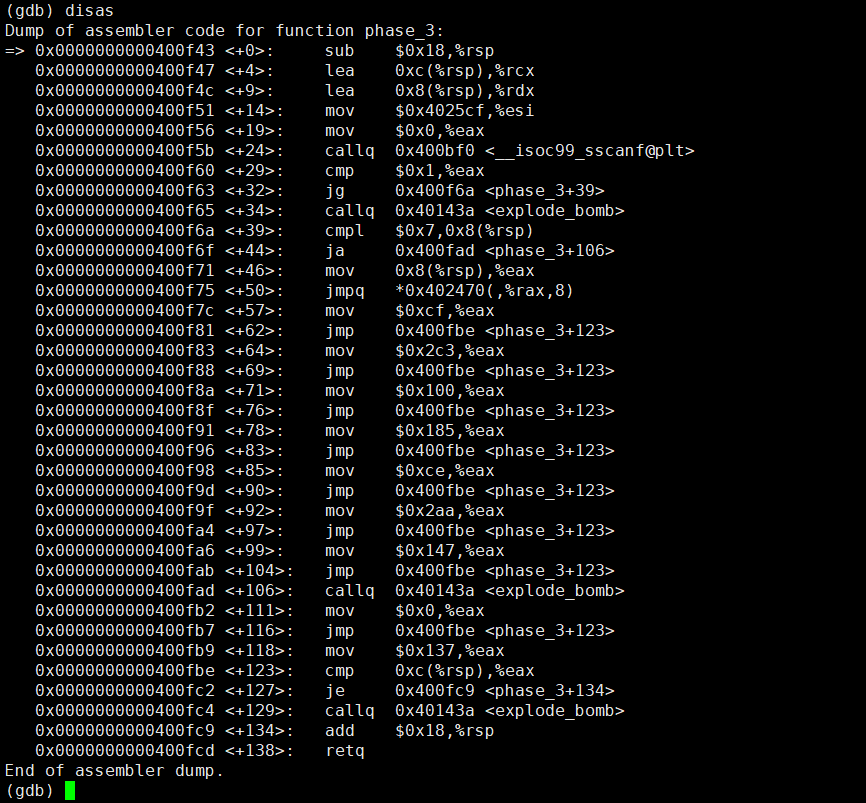 (gdb) disas
Dump of assembler code for function phase_3:
=> 0x0000000000400f43 <+0>:     sub    $0x18,%rsp
   0x0000000000400f47 <+4>:     lea    0xc(%rsp),%rcx
   0x0000000000400f4c <+9>:     lea    0x8(%rsp),%rdx
   0x0000000000400f51 <+14>:    mov    $0x4025cf,%esi
   0x0000000000400f56 <+19>:    mov    $0x0,%eax
   0x0000000000400f5b <+24>:    callq  0x400bf0 <__isoc99_sscanf@plt>
   0x0000000000400f60 <+29>:    cmp    $0x1,%eax
   0x0000000000400f63 <+32>:    jg     0x400f6a <phase_3+39>
   0x0000000000400f65 <+34>:    callq  0x40143a <explode_bomb>
   0x0000000000400f6a <+39>:    cmpl   $0x7,0x8(%rsp)
   0x0000000000400f6f <+44>:    ja     0x400fad <phase_3+106>
   0x0000000000400f71 <+46>:    mov    0x8(%rsp),%eax
   0x0000000000400f75 <+50>:    jmpq   *0x402470(,%rax,8)
   0x0000000000400f7c <+57>:    mov    $0xcf,%eax
   0x0000000000400f81 <+62>:    jmp    0x400fbe <phase_3+123>
   0x0000000000400f83 <+64>:    mov    $0x2c3,%eax
   0x0000000000400f88 <+69>:    jmp    0x400fbe <phase_3+123>
   0x0000000000400f8a <+71>:    mov    $0x100,%eax
   0x0000000000400f8f <+76>:    jmp    0x400fbe <phase_3+123>
   0x0000000000400f91 <+78>:    mov    $0x185,%eax
   0x0000000000400f96 <+83>:    jmp    0x400fbe <phase_3+123>
   0x0000000000400f98 <+85>:    mov    $0xce,%eax
   0x0000000000400f9d <+90>:    jmp    0x400fbe <phase_3+123>
   0x0000000000400f9f <+92>:    mov    $0x2aa,%eax
   0x0000000000400fa4 <+97>:    jmp    0x400fbe <phase_3+123>
   0x0000000000400fa6 <+99>:    mov    $0x147,%eax
   0x0000000000400fab <+104>:   jmp    0x400fbe <phase_3+123>
   0x0000000000400fad <+106>:   callq  0x40143a <explode_bomb>
   0x0000000000400fb2 <+111>:   mov    $0x0,%eax
   0x0000000000400fb7 <+116>:   jmp    0x400fbe <phase_3+123>
   0x0000000000400fb9 <+118>:   mov    $0x137,%eax
   0x0000000000400fbe <+123>:   cmp    0xc(%rsp),%eax
   0x0000000000400fc2 <+127>:   je     0x400fc9 <phase_3+134>
   0x0000000000400fc4 <+129>:   callq  0x40143a <explode_bomb>
   0x0000000000400fc9 <+134>:   add    $0x18,%rsp
   0x0000000000400fcd <+138>:   retq
End of assembler dump.
(gdb)